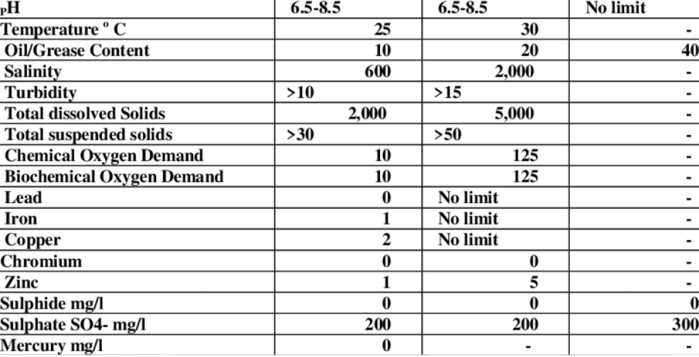 pH 6.5-8.5 6.5-8.5 No limit
Temperature ° C 25 30 -
Oil/Grease Content 10 20 40
Salinity 600 2,000 -
Turbidity >10 >15 -
Total dissolved Solids 2,000 5,000 -
Total suspended solids >30 >50 -
Chemical Oxygen Demand 10 125 -
Biochemical Oxygen Demand 10 125 -
Lead 0 No limit -
Iron 1 No limit -
Copper 2 No limit -
Chromium 0 0 -
Zinc 1 5 -
Sulphide mg/l 0 0 0
Sulphate SO4- mg/l 200 200 300
Mercury mg/l 0 - -